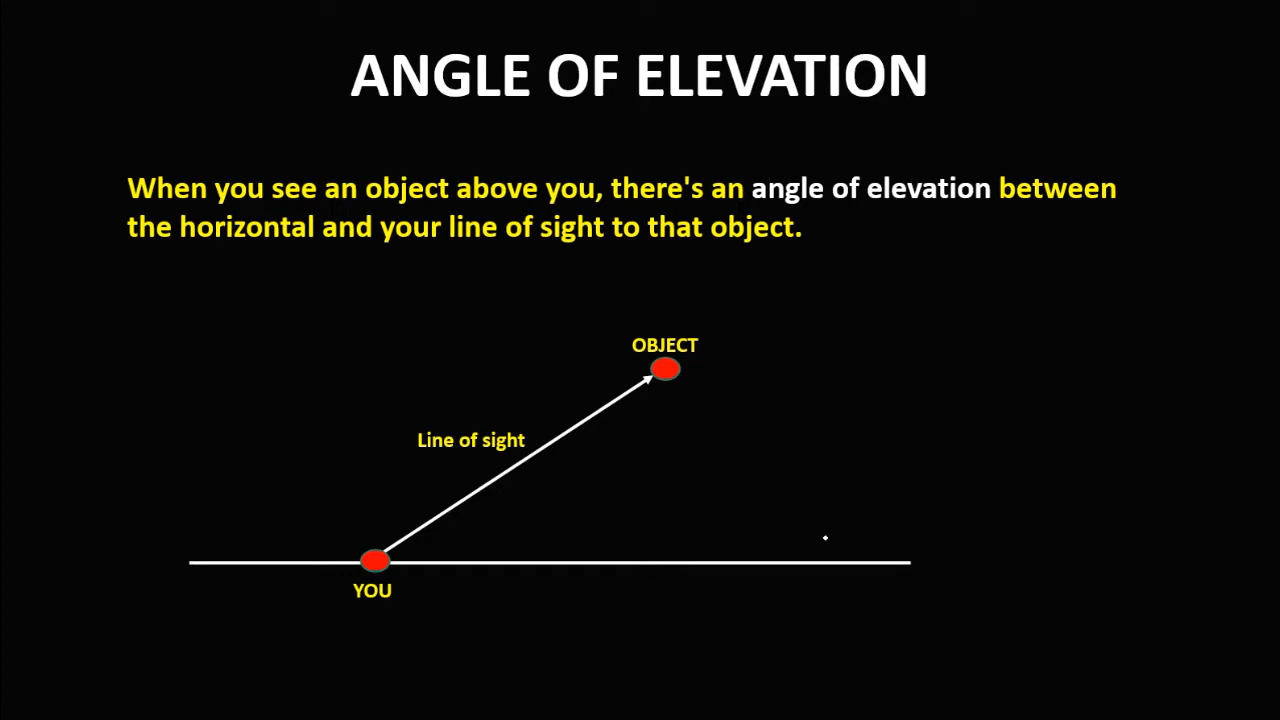 ANGLE OF ELEVATION
When you see an object above you, there's an angle of elevation between
the horizontal and your line of sight to that object.
OBJECT
Line of sight
YOU